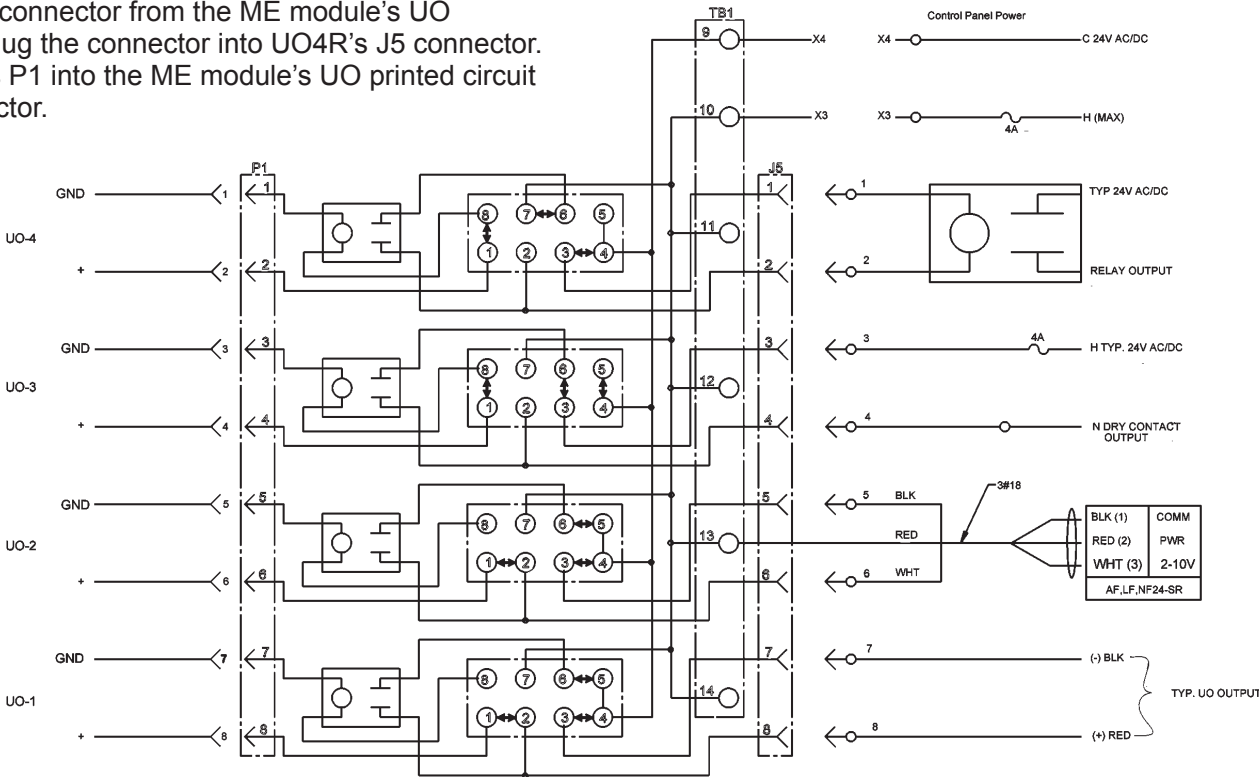 connector from the ME module's UO
lug the connector into UO4R's J5 connector.
P1 into the ME module's UO printed circuit
ctor.
TB1
Control Panel Power
9
X4
X4
C 24V AC/DC
10
X3
X3
4A
H (MAX)
P1
J5
GND
1
1
1
1
TYP 24V AC/DC
8 7 6 5
UO-4
11
1 2 3 4
+
2
2
2
2
RELAY OUTPUT
GND
3
3
3
3
4A
H TYP. 24V AC/DC
8 7 6 5
UO-3
12
1 2 3 4
+
4
4
4
4
N DRY CONTACT
OUTPUT
GND
5
5
5
5
BLK
3#18
8 7 6 5
UO-2
13
RED
BLK (1) COMM
RED (2) PWR
WHT (3) 2-10V
AF,LF,NF24-SR
1 2 3 4
+
6
6
6
6
WHT
GND
7
7
7
7
(-) BLK
8 7 6 5
UO-1
14
TYP. UO OUTPUT
1 2 3 4
+
8
8
8
8
(+) RED